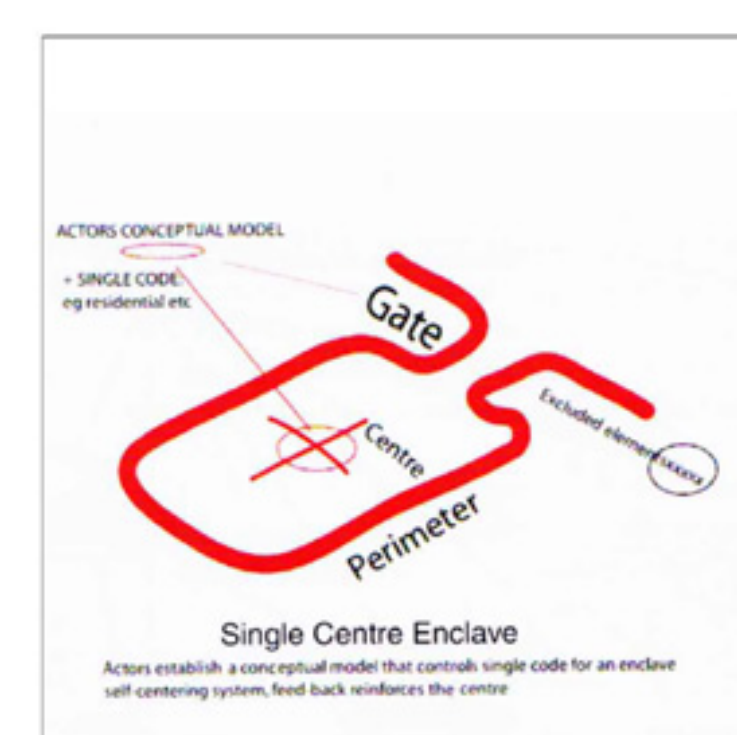 ACTORS CONCEPTUAL MODEL
+ SINGLE CODE:
eg residential etc
Gate
Centre
Excluded elements xxxxx
Perimeter
Single Centre Enclave
Actors establish a conceptual model that controls single code for an enclave
self-centering system, feed-back reinforces the centre